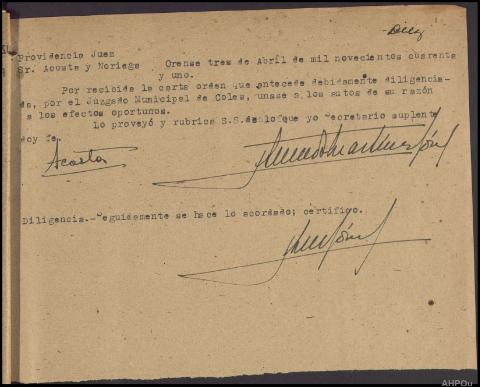 Diez
Providencia Juez
Sr. Acosta y Noriega Orense tres de Abril de mil novecientos cuarenta
y uno.
Por recibida la carta orden que antecede debidamente diligencia-
da, por el Juzgado Municipal de Coles, unase a los autos de su razón
a los efectos oportunos.
Lo proveyó y rubrica S.S. de lo que yo Secretario suplente
doy fe
Acosta
Diligencia.- Seguidamente se hace lo acordado; certifico.
AHPOu